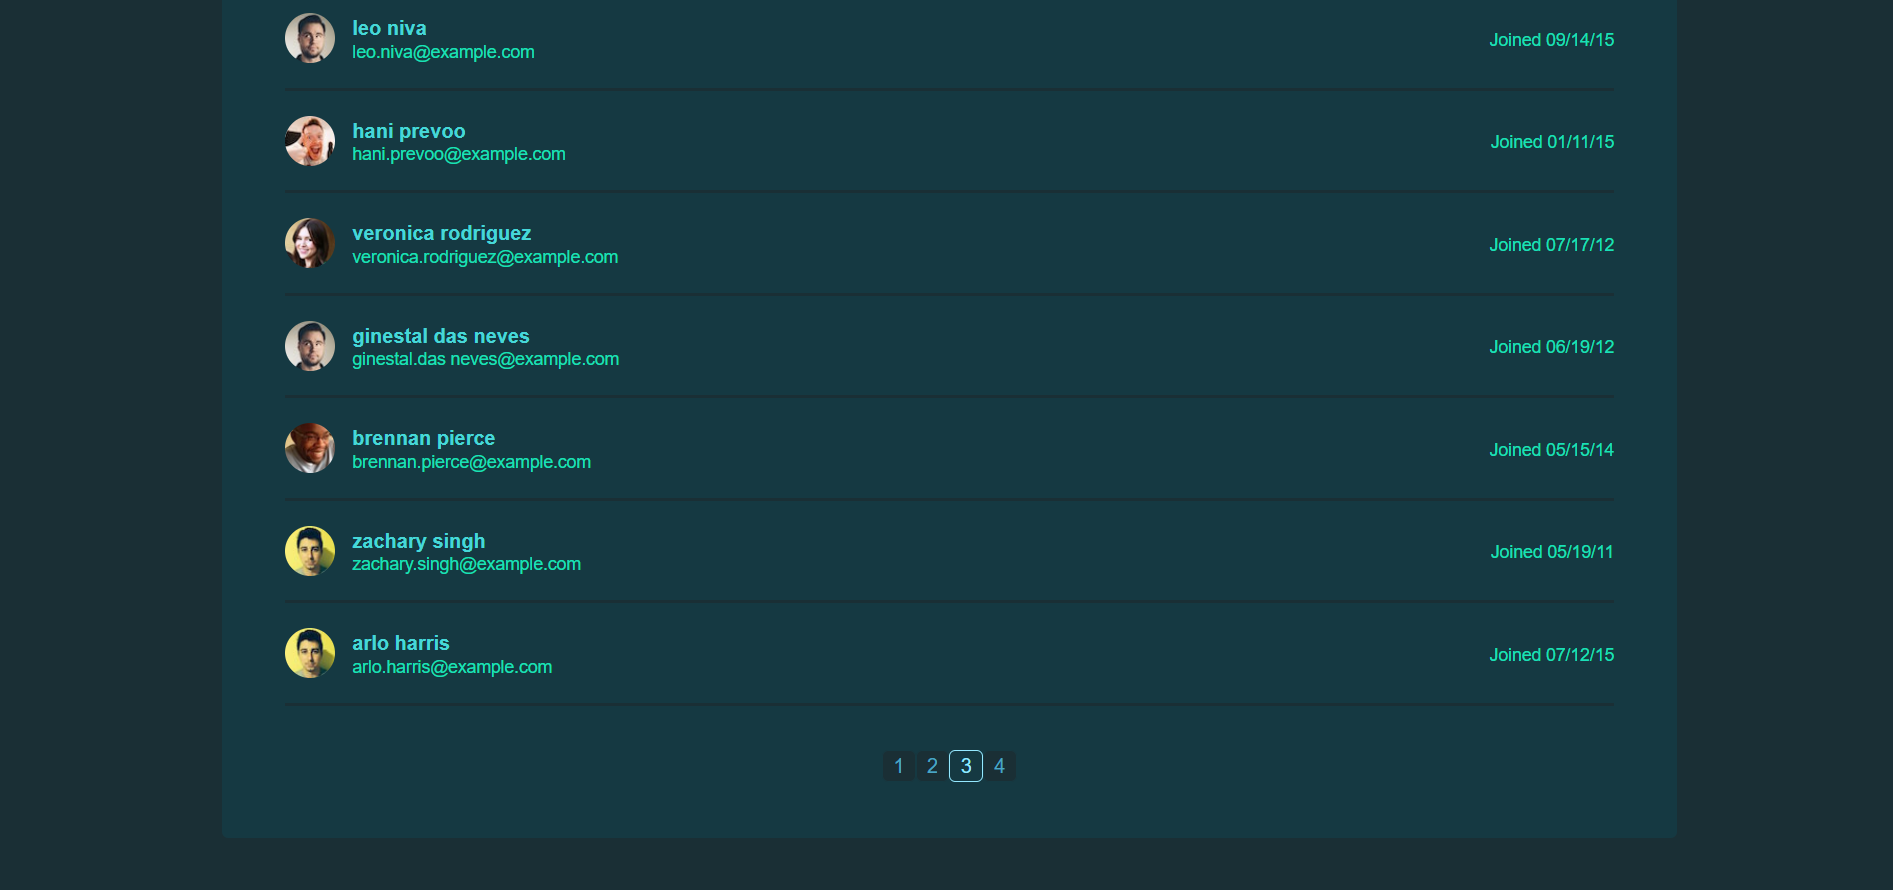 leo niva
leo.niva@example.com
Joined 09/14/15
hani prevoo
hani.prevoo@example.com
Joined 01/11/15
veronica rodriguez
veronica.rodriguez@example.com
Joined 07/17/12
ginestal das neves
ginestal.das neves@example.com
Joined 06/19/12
brennan pierce
brennan.pierce@example.com
Joined 05/15/14
zachary singh
zachary.singh@example.com
Joined 05/19/11
arlo harris
arlo.harris@example.com
Joined 07/12/15
1 2 3 4